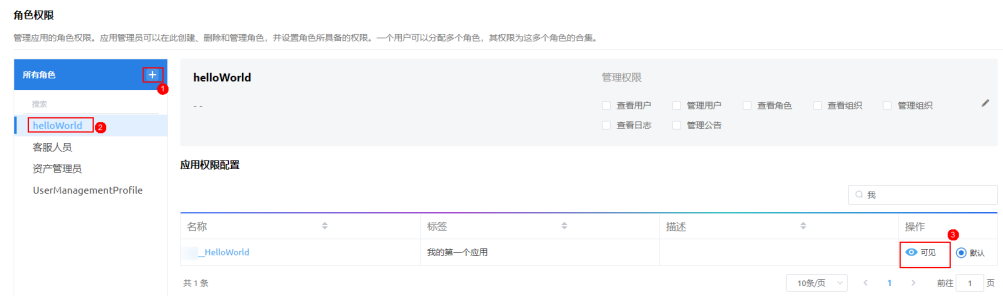 角色权限
管理应用的角色权限。应用管理员可以在此创建、删除和管理角色，并设置角色所具备的权限。一个用户可以分配多个角色，其权限为这多个角色的合集。
所有角色 +
1
搜索
helloWorld 2
客服人员
资产管理员
UserManagementProfile
helloWorld
- -
管理权限
查看用户 管理用户 查看角色 查看组织 管理组织
查看日志 管理公告
应用权限配置
我
名称 标签 描述 操作
3
__HelloWorld 我的第一个应用 可见 默认
共 1 条 10条/页 < 1 > 前往 1 页